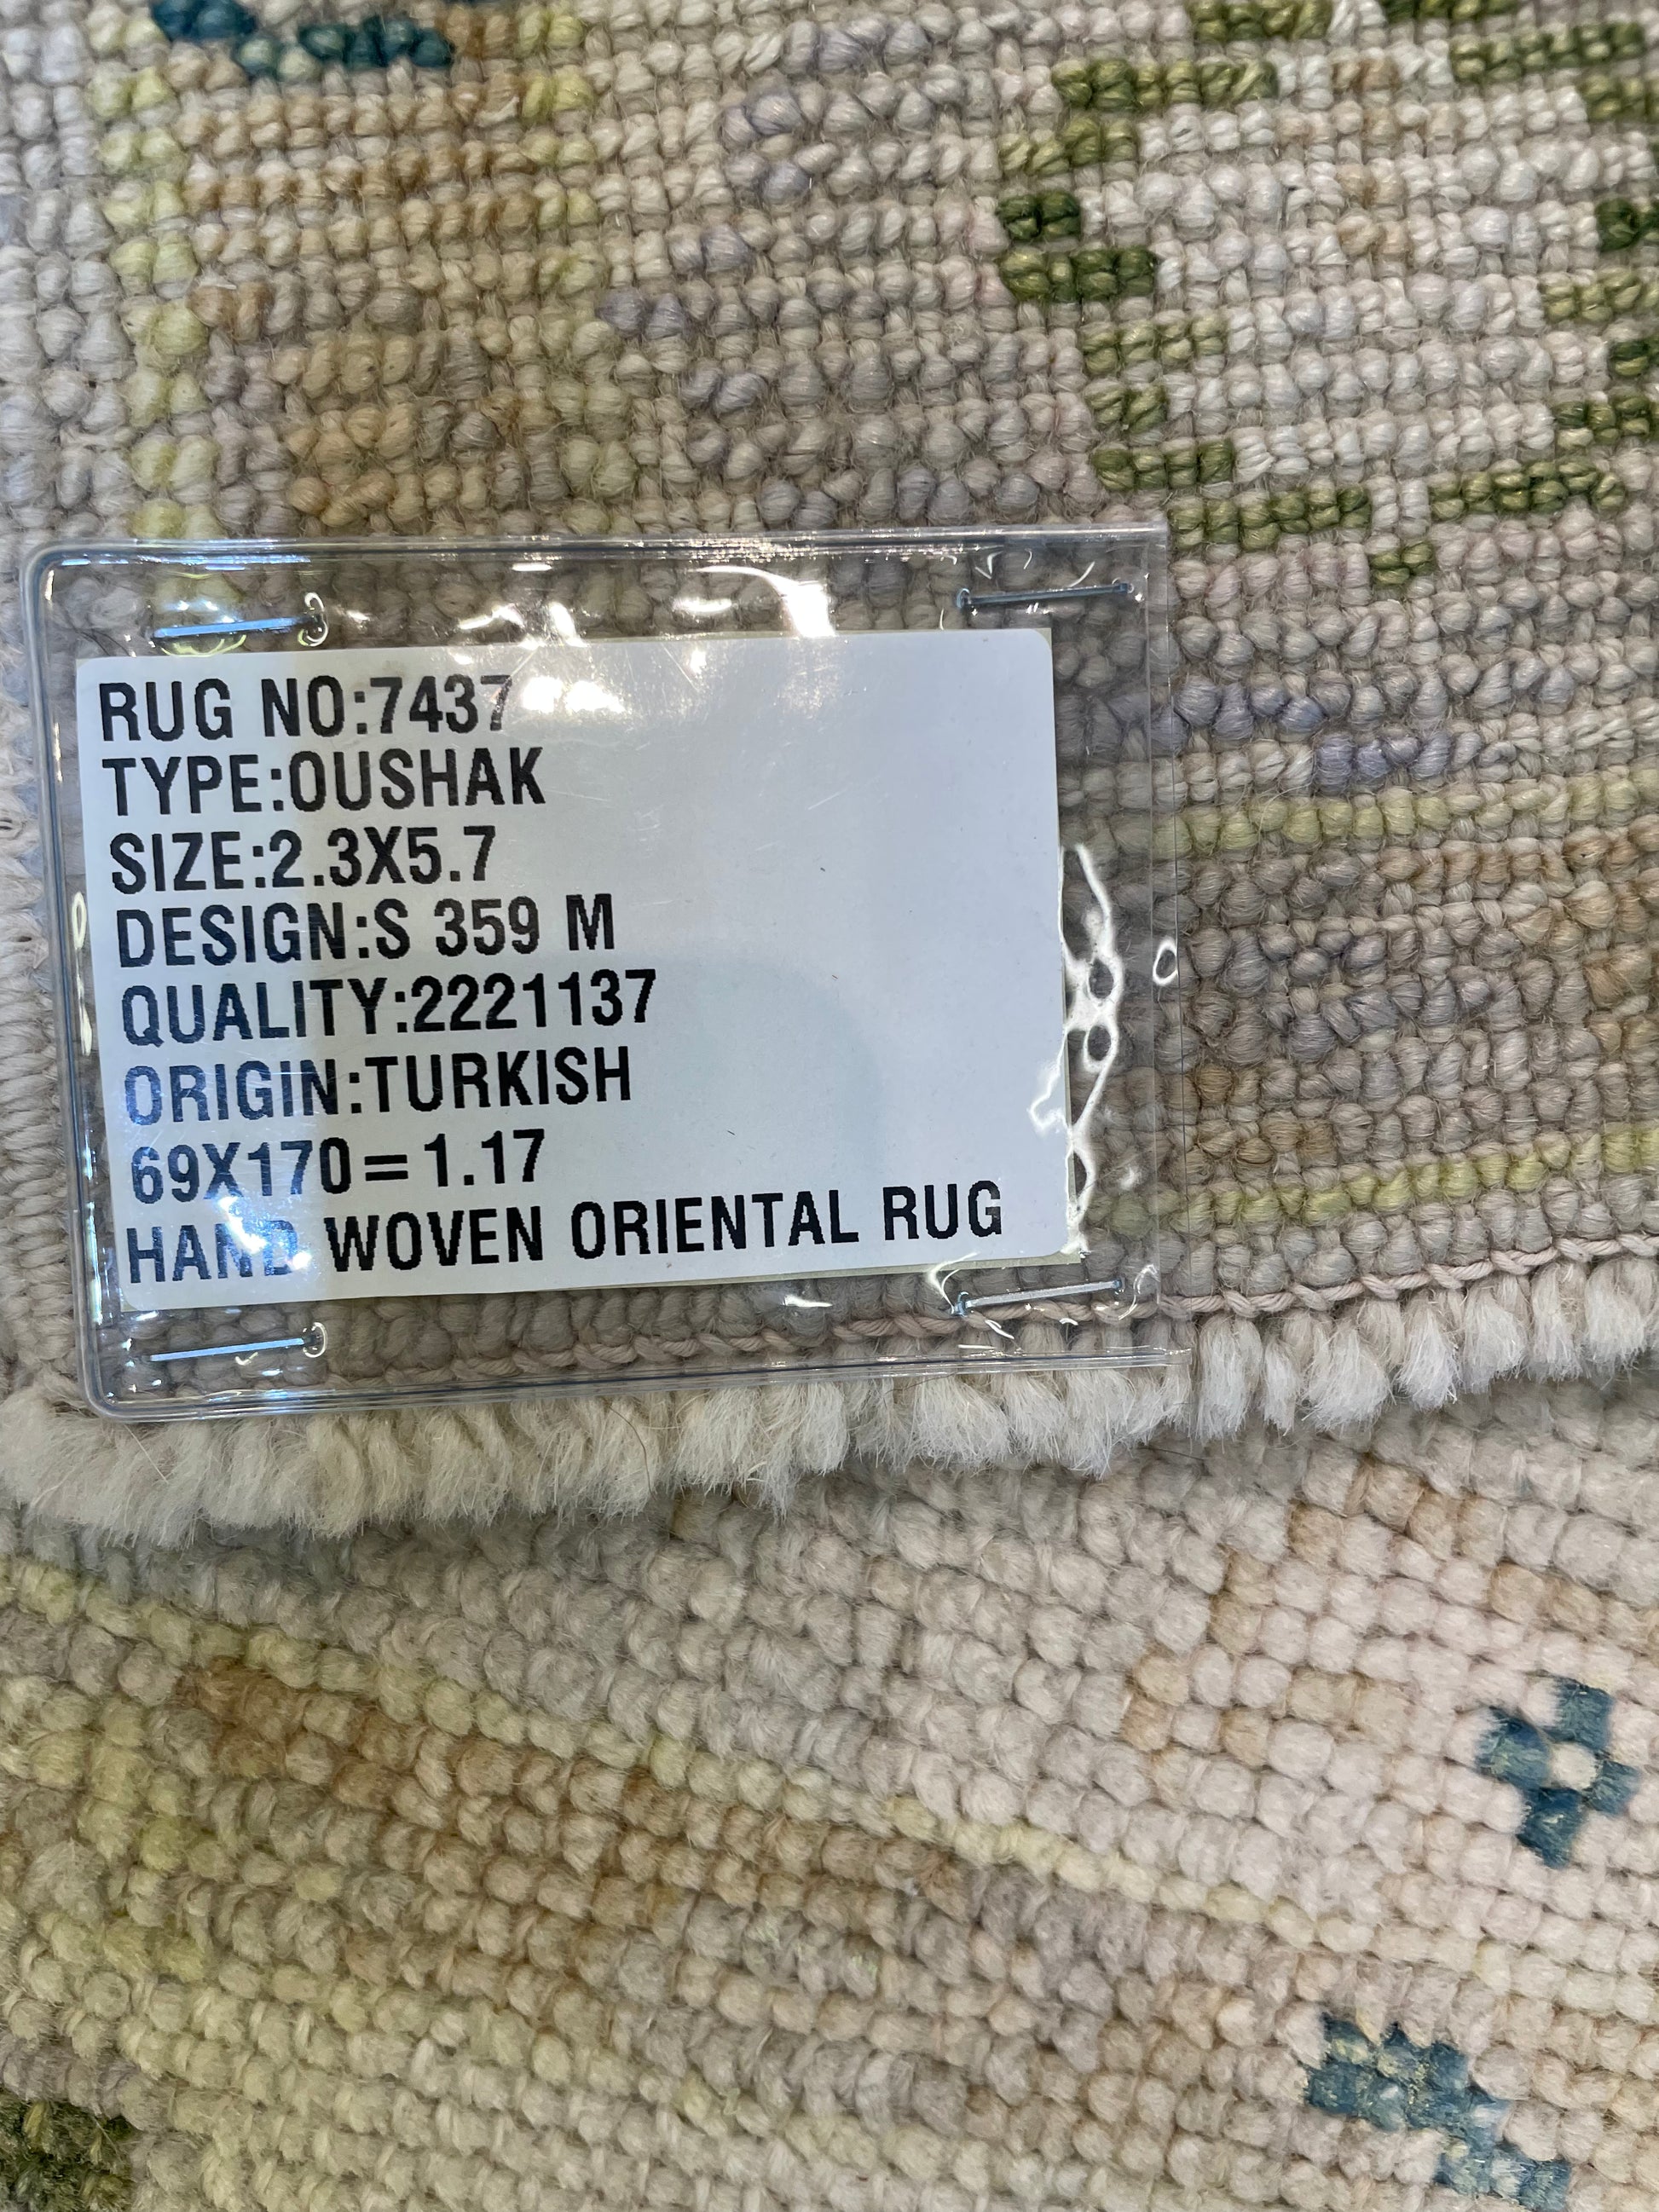 RUG NO:7437
TYPE:OUSHAK
SIZE:2.3X5.7
DESIGN:S 359 M
QUALITY:2221137
ORIGIN:TURKISH
69X170=1.17
HAND WOVEN ORIENTAL RUG